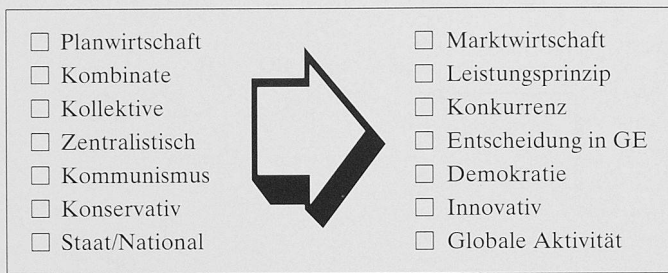 Planwirtschaft
Kombinate
Kollektive
Zentralistisch
Kommunismus
Konservativ
Staat/National
Marktwirtschaft
Leistungsprinzip
Konkurrenz
Entscheidung in GE
Demokratie
Innovativ
Globale Aktivität